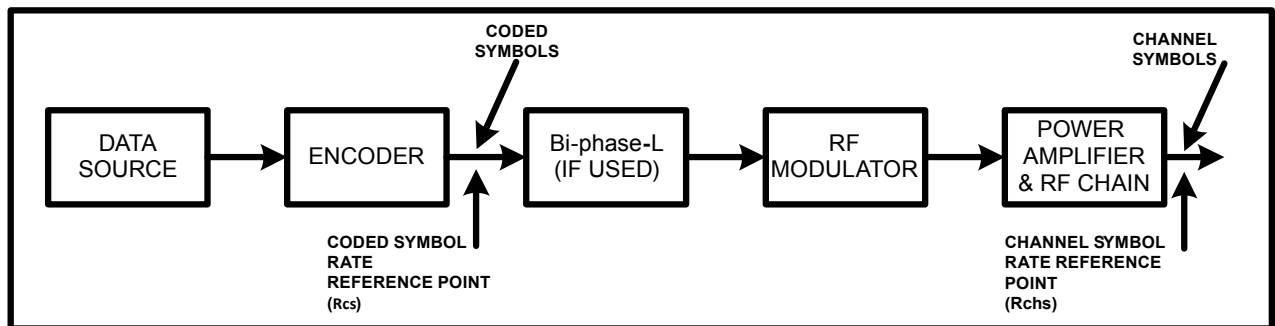 CODED
SYMBOLS
CHANNEL
SYMBOLS
DATA
SOURCE
ENCODER
Bi-phase-L
(IF USED)
RF
MODULATOR
POWER
AMPLIFIER
& RF CHAIN
CODED SYMBOL
RATE
REFERENCE POINT
(Rcs)
CHANNEL SYMBOL
RATE REFERENCE
POINT
(Rchs)